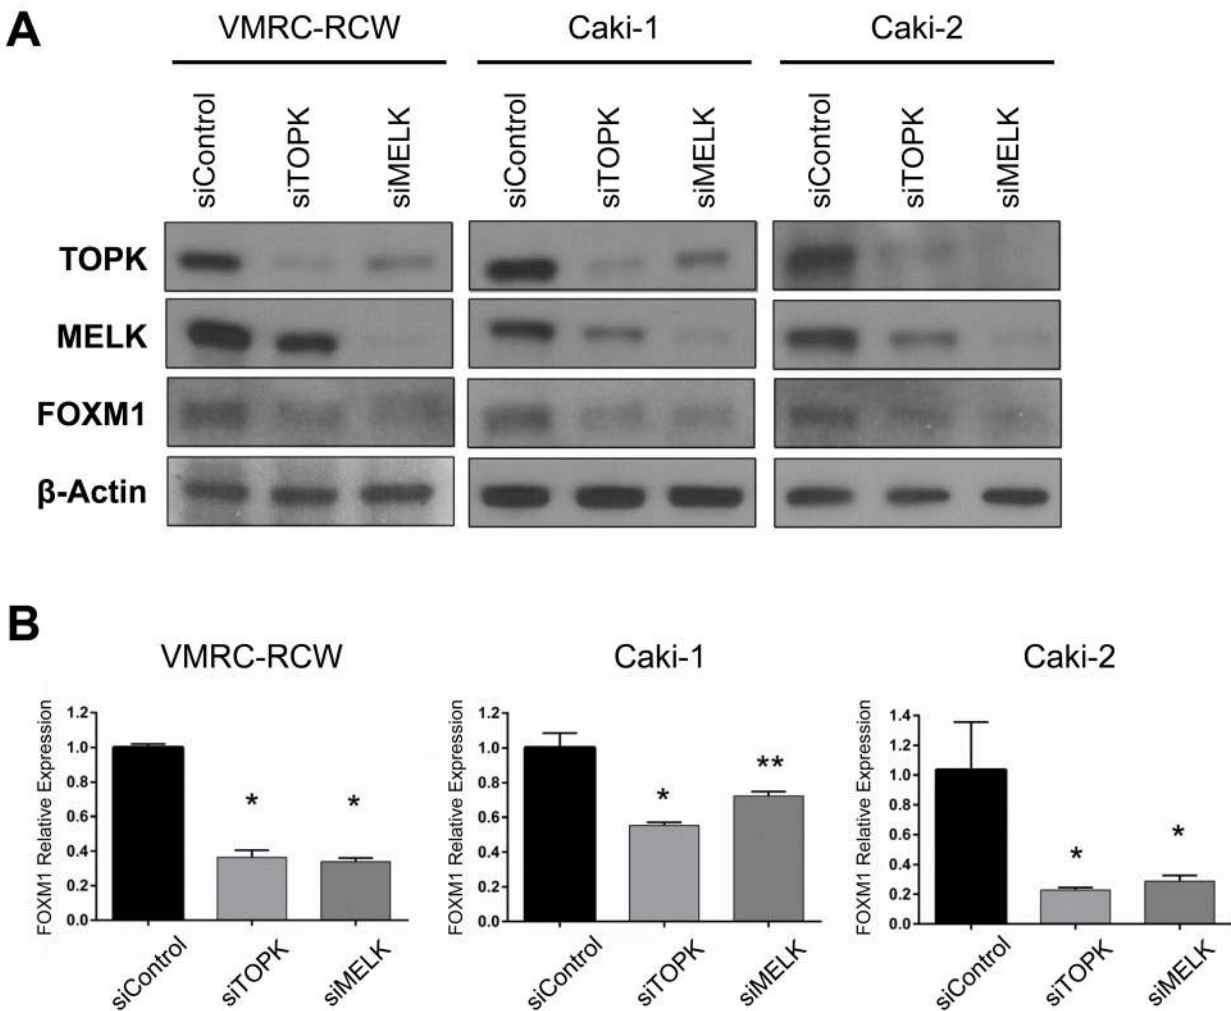 A
VMRC-RCW Caki-1 Caki-2
siControl siTOPK siMELK siControl siTOPK siMELK siControl siTOPK siMELK
TOPK
MELK
FOXM1
β-Actin
B
VMRC-RCW
FOXM1 Relative Expression
1.2
1.0
0.8
0.6
0.4
0.2
0.0
* *
siControl siTOPK siMELK
Caki-1
FOXM1 Relative Expression
1.2
1.0
0.8
0.6
0.4
0.2
0.0
* **
siControl siTOPK siMELK
Caki-2
FOXM1 Relative Expression
1.4
1.2
1.0
0.8
0.6
0.4
0.2
0.0
* *
siControl siTOPK siMELK